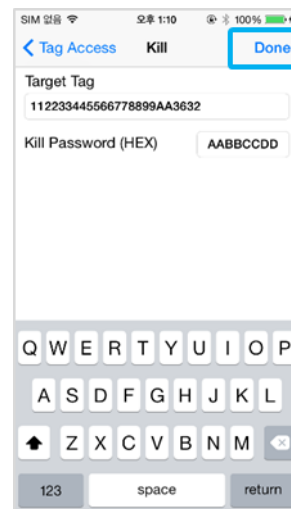 SIM 없음 오후 1:10 100%
Tag Access Kill Done
Target Tag
112233445566778899AA3632
Kill Password (HEX) AABBCCDD
Q W E R T Y U I O P
A S D F G H J K L
Z X C V B N M
123 space return